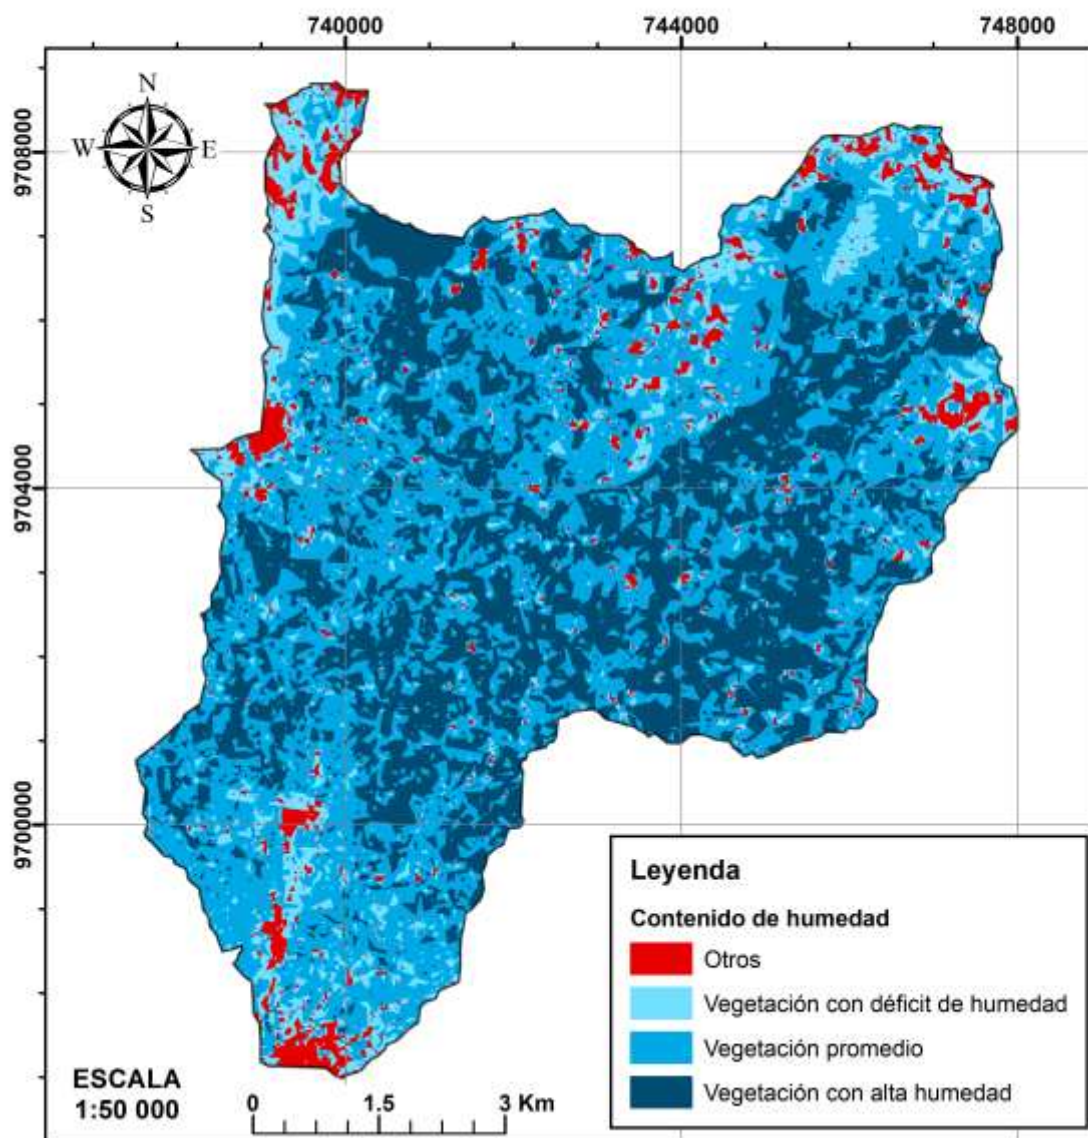 740000 744000 748000
N
W E
S
9708000
9704000
9700000
Leyenda
Contenido de humedad
Otros
Vegetación con déficit de humedad
Vegetación promedio
Vegetación con alta humedad
ESCALA
1:50 000
0 1.5 3 Km